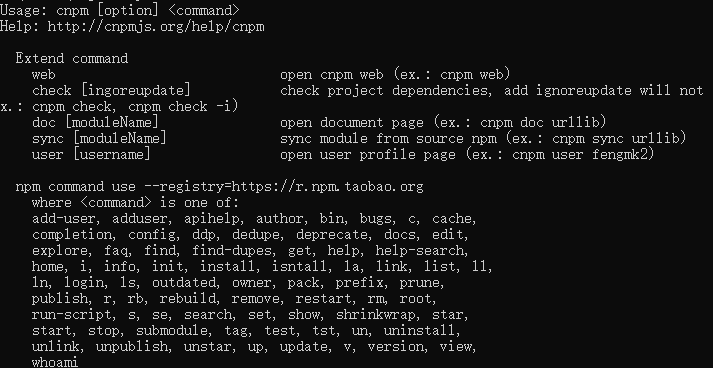 Usage: cnpm [option] <command>
Help: http://cnpmjs.org/help/cnpm
Extend command
web open cnpm web (ex.: cnpm web)
check [ingoreupdate] check project dependencies, add ignoreupdate will not
x.: cnpm check, cnpm check -i)
doc [moduleName] open document page (ex.: cnpm doc urllib)
sync [moduleName] sync module from source npm (ex.: cnpm sync urllib)
user [username] open user profile page (ex.: cnpm user fengmk2)
npm command use --registry=https://r.npm.taobao.org
where <command> is one of:
add-user, adduser, apihelp, author, bin, bugs, c, cache,
completion, config, ddp, dedupe, deprecate, docs, edit,
explore, faq, find, find-dupes, get, help, help-search,
home, i, info, init, install, isntall, la, link, list, ll,
ln, login, ls, outdated, owner, pack, prefix, prune,
publish, r, rb, rebuild, remove, restart, rm, root,
run-script, s, se, search, set, show, shrinkwrap, star,
start, stop, submodule, tag, test, tst, un, uninstall,
unlink, unpublish, unstar, up, update, v, version, view,
whoami